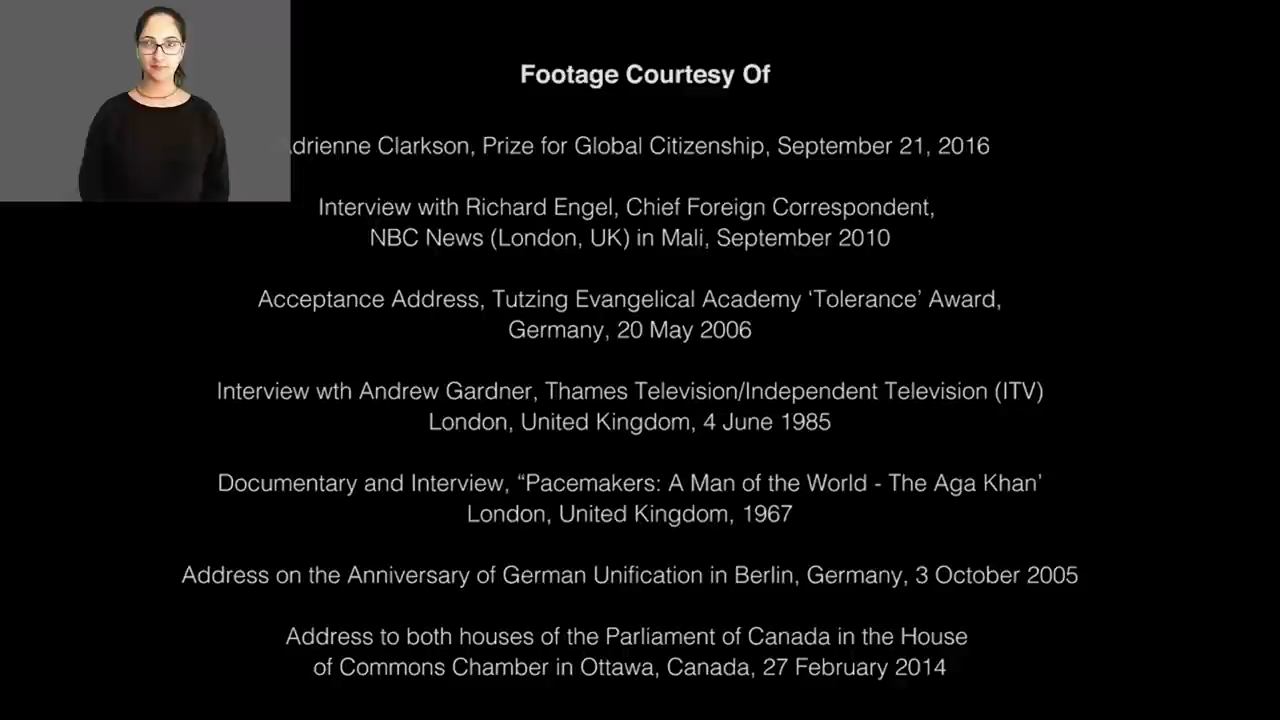 Footage Courtesy Of
Adrienne Clarkson, Prize for Global Citizenship, September 21, 2016
Interview with Richard Engel, Chief Foreign Correspondent,
NBC News (London, UK) in Mali, September 2010
Acceptance Address, Tutzing Evangelical Academy ‘Tolerance’ Award,
Germany, 20 May 2006
Interview wth Andrew Gardner, Thames Television/Independent Television (ITV)
London, United Kingdom, 4 June 1985
Documentary and Interview, “Pacemakers: A Man of the World - The Aga Khan’
London, United Kingdom, 1967
Address on the Anniversary of German Unification in Berlin, Germany, 3 October 2005
Address to both houses of the Parliament of Canada in the House
of Commons Chamber in Ottawa, Canada, 27 February 2014